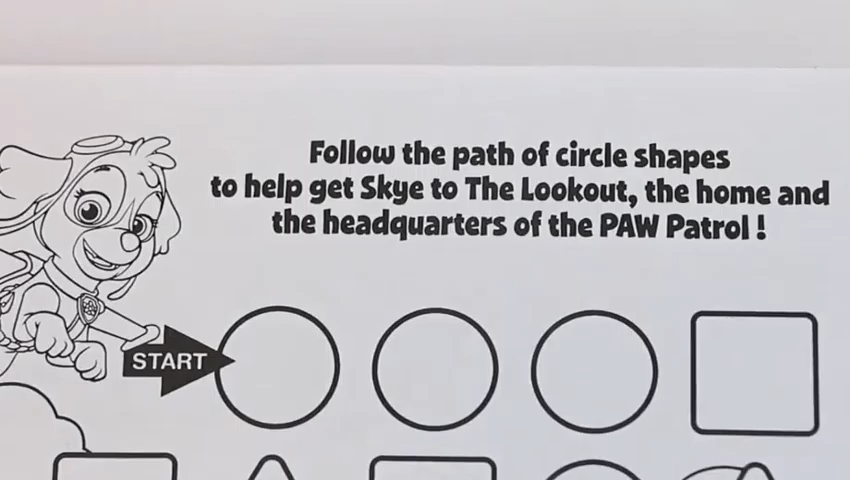 Follow the path of circle shapes
to help get Skye to The Lookout, the home and
the headquarters of the PAW Patrol !
START